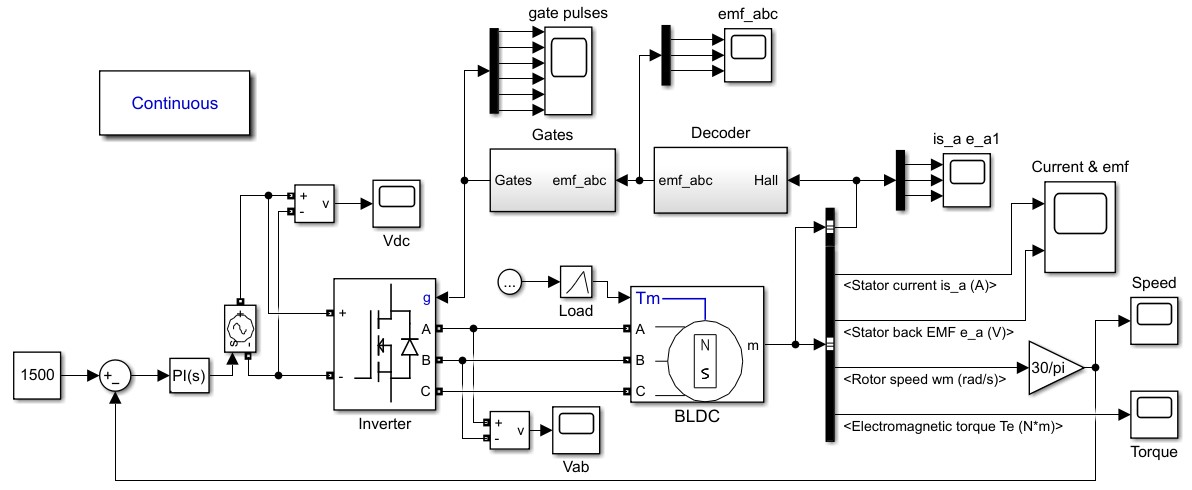 gate pulses
emf_abc
Continuous
Gates
Decoder
is_a e_a1
Current & emf
Gates emf_abc
emf_abc Hall
+
- v
Vdc
...
Load
g
Tm
<Stator current is_a (A)>
Speed
+
s
-
+
A
B
C
-
A
B
C
N
S
m
<Stator back EMF e_a (V)>
1500
+_
PI(s)
30/pi
<Rotor speed wm (rad/s)>
Inverter
BLDC
<Electromagnetic torque Te (N*m)>
+
- v
Vab
Torque